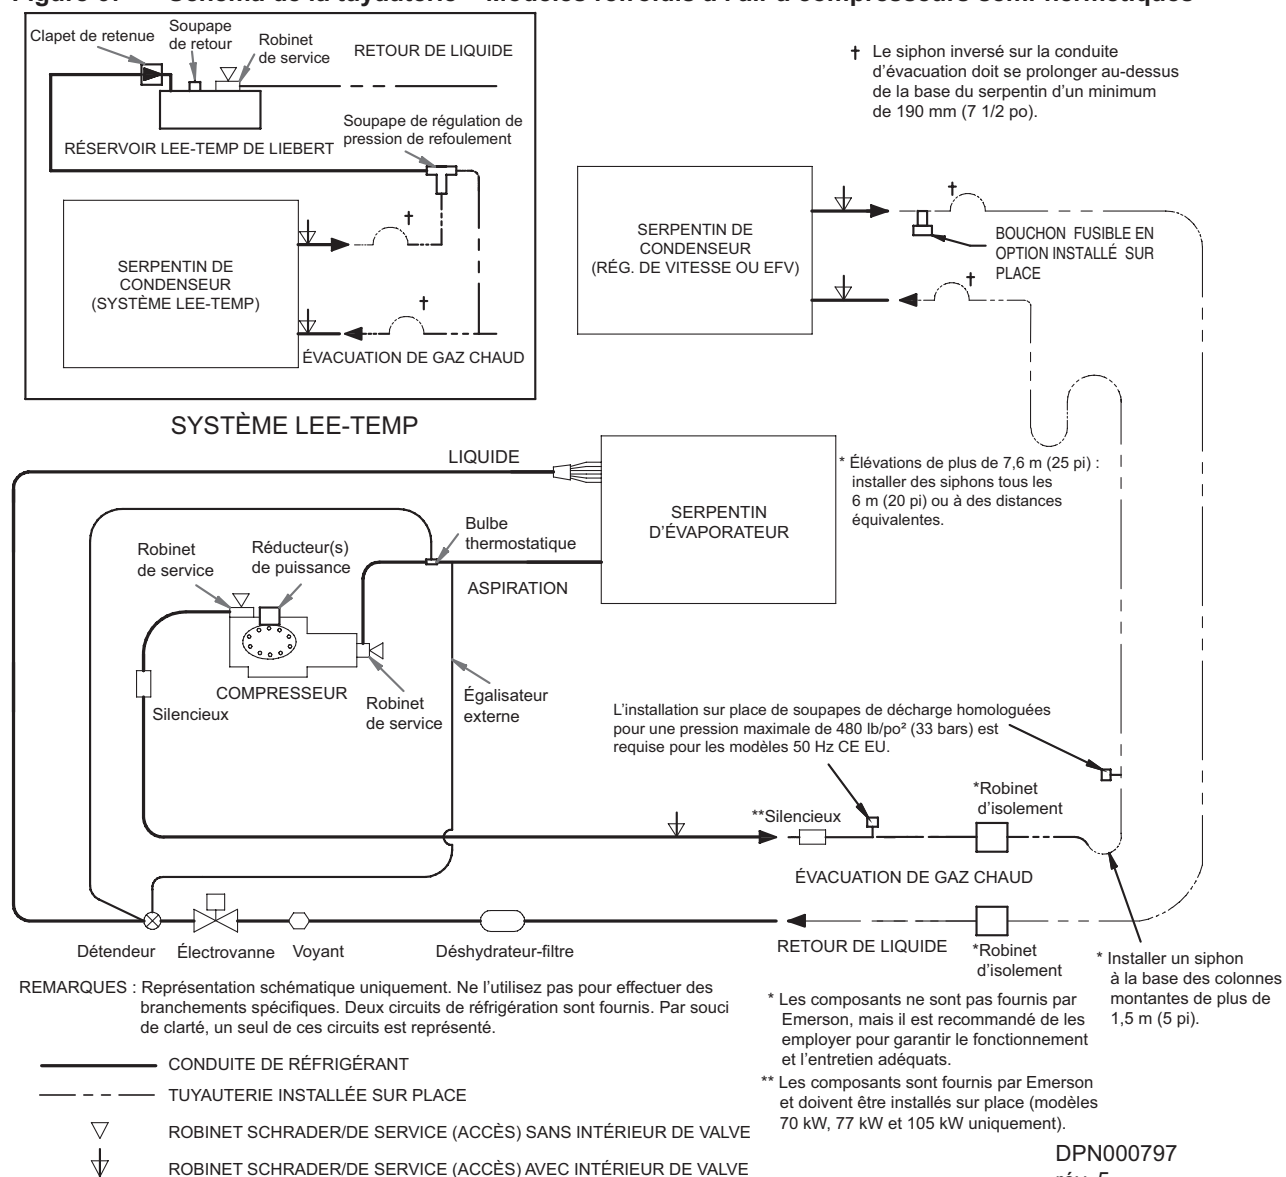 Schéma de la tuyauterie
Clapet de retenue
Soupape
de retour
Robinet
de service
RETOUR DE LIQUIDE
RÉSERVOIR LEE-TEMP DE LIEBERT
Soupape de régulation de
pression de refoulement
†
SERPENTIN DE
CONDENSEUR
(SYSTÈME LEE-TEMP)
†
ÉVACUATION DE GAZ CHAUD
SYSTÈME LEE-TEMP
† Le siphon inversé sur la conduite
d'évacuation doit se prolonger au-dessus
de la base du serpentin d'un minimum
de 190 mm (7 1/2 po).
SERPENTIN DE
CONDENSEUR
(RÉG. DE VITESSE OU EFV)
†
BOUCHON FUSIBLE EN
OPTION INSTALLÉ SUR
PLACE
†
LIQUIDE
SERPENTIN
D'ÉVAPORATEUR
* Élévations de plus de 7,6 m (25 pi) :
installer des siphons tous les
6 m (20 pi) ou à des distances
équivalentes.
Bulbe
thermostatique
ASPIRATION
Robinet
de service
Réducteur(s)
de puissance
COMPRESSEUR
Silencieux
Robinet
de service
Égalisateur
externe
L'installation sur place de soupapes de décharge homologuées
pour une pression maximale de 480 lb/po² (33 bars) est
requise pour les modèles 50 Hz CE EU.
**Silencieux
*Robinet
d'isolement
ÉVACUATION DE GAZ CHAUD
Détendeur
Électrovanne
Voyant
Déshydrater-filtre
RETOUR DE LIQUIDE
*Robinet
d'isolement
* Installer un siphon
à la base des colonnes
montantes de plus de
1,5 m (5 pi).
REMARQUES : Représentation schématique uniquement. Ne l'utilisez pas pour effectuer des
branchements spécifiques. Deux circuits de réfrigération sont fournis. Par souci
de clarté, un seul de ces circuits est représenté.
* Les composants ne sont pas fournis par
Emerson, mais il est recommandé de les
employer pour garantir le fonctionnement
et l'entretien adéquats.
** Les composants sont fournis par Emerson
et doivent être installés sur place (modèles
70 kW, 77 kW et 105 kW uniquement).
CONDUITE DE RÉFRIGÉRANT
TUYAUTERIE INSTALLÉE SUR PLACE
ROBINET SCHRADER/DE SERVICE (ACCÈS) SANS INTÉRIEUR DE VALVE
ROBINET SCHRADER/DE SERVICE (ACCÈS) AVEC INTÉRIEUR DE VALVE
DPN000797